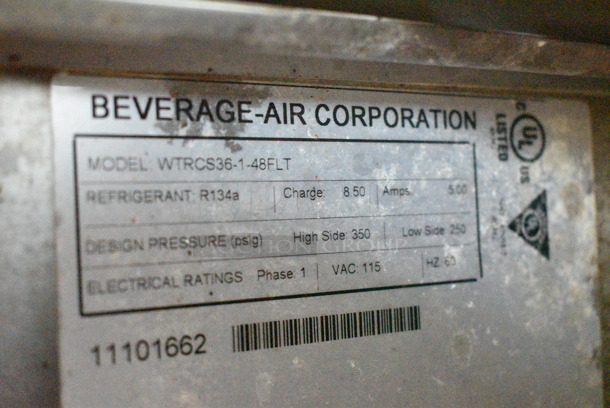 BEVERAGE-AIR CORPORATION
MODEL: WTRCS36-1-48FLT
REFRIGERANT: R134a Charge: 8.50 Amps: 5.00
DESIGN PRESSURE (psig) High Side: 350 Low Side: 250
ELECTRICAL RATINGS Phase: 1 VAC: 115 HZ: 60
11101662
C UL US
LISTED